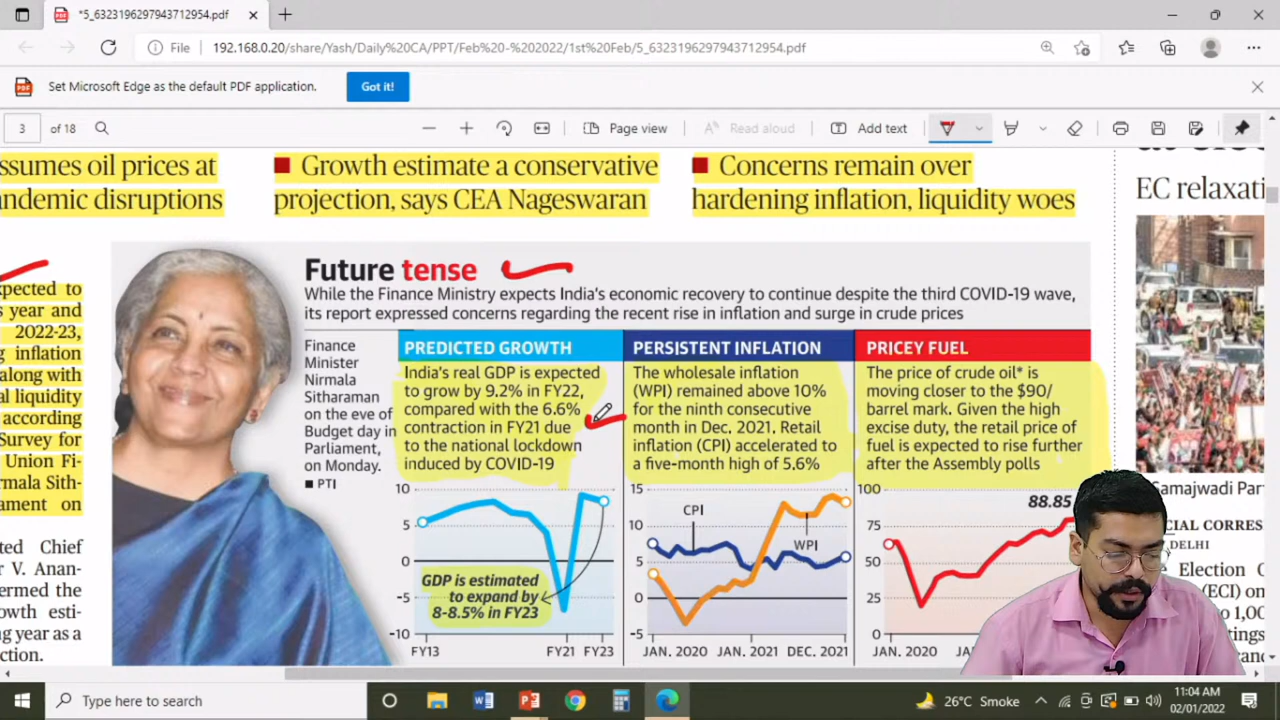 *5_6323196297943712954.pdf
File
192.168.0.20/share/Yash/Daily%20CA/PPT/Feb%20-%202022/1st%20Feb/5_6323196297943712954.pdf
Set Microsoft Edge as the default PDF application.
Got it!
3
of 18
Page view
Read aloud
Add text
ssumes oil prices at
ndemic disruptions
Growth estimate a conservative
projection, says CEA Nageswaran
Concerns remain over
hardening inflation, liquidity woes
EC relaxati
xpected to
s year and
2022-23,
g inflation
along with
al liquidity
according
Survey for
Union Fi-
rmala Sith-
ament on
ted Chief
r V. Anan-
ermed the
owth esti-
ng year as a
ction.
Future tense
While the Finance Ministry expects India's economic recovery to continue despite the third COVID-19 wave,
its report expressed concerns regarding the recent rise in inflation and surge in crude prices
Finance
Minister
Nirmala
Sitharaman
on the eve of
Budget day in
Parliament,
on Monday.
■ PTI
PREDICTED GROWTH
India's real GDP is expected
to grow by 9.2% in FY22,
compared with the 6.6%
contraction in FY21 due
to the national lockdown
induced by COVID-19
10
5
0
-5
-10
GDP is estimated
to expand by
8-8.5% in FY23
FY13
FY21
FY23
PERSISTENT INFLATION
The wholesale inflation
(WPI) remained above 10%
for the ninth consecutive
month in Dec. 2021. Retail
inflation (CPI) accelerated to
a five-month high of 5.6%
15
10
5
0
-5
CPI
WPI
JAN. 2020
JAN. 2021
DEC. 2021
PRICEY FUEL
The price of crude oil* is
moving closer to the $90/
barrel mark. Given the high
excise duty, the retail price of
fuel is expected to rise further
after the Assembly polls
100
75
50
25
0
88.85
JAN. 2020
JAN.
Samajwadi Par
CIAL CORRES
DELHI
Election C
(ECI) on
to 1,00
Type here to search
26°C Smoke
11:04 AM
02/01/2022